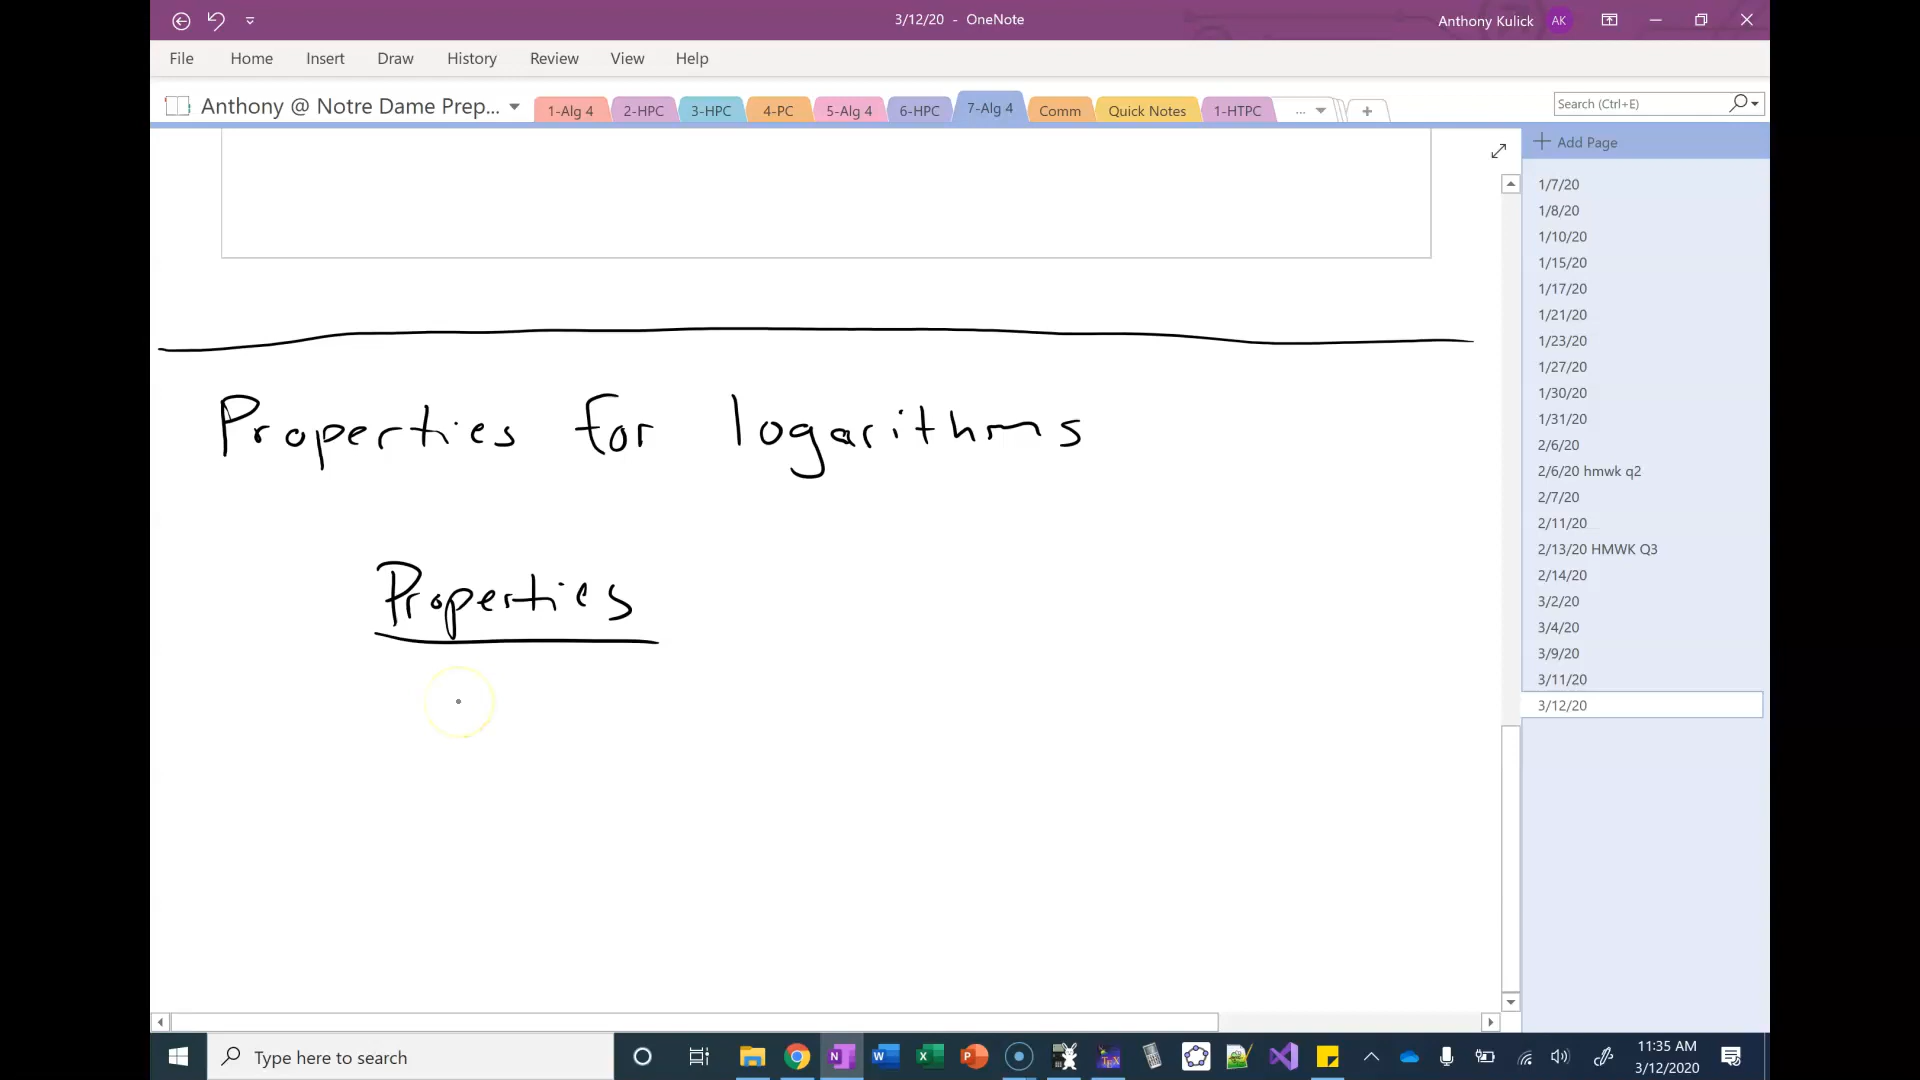 3/12/20 - OneNote
Anthony Kulick AK
File Home Insert Draw History Review View Help
Anthony @ Notre Dame Prep...
1-Alg 4 2-HPC 3-HPC 4-PC 5-Alg 4 6-HPC 7-Alg 4 Comm Quick Notes 1-HTPC ...
Search (Ctrl+E)
Add Page
1/7/20
1/8/20
1/10/20
1/15/20
1/17/20
1/21/20
1/23/20
1/27/20
1/30/20
1/31/20
2/6/20
2/6/20 hmwk q2
2/7/20
2/11/20
2/13/20 HMWK Q3
2/14/20
3/2/20
3/4/20
3/9/20
3/11/20
3/12/20
Properties for logarithms
Properties
Type here to search
11:35 AM
3/12/2020